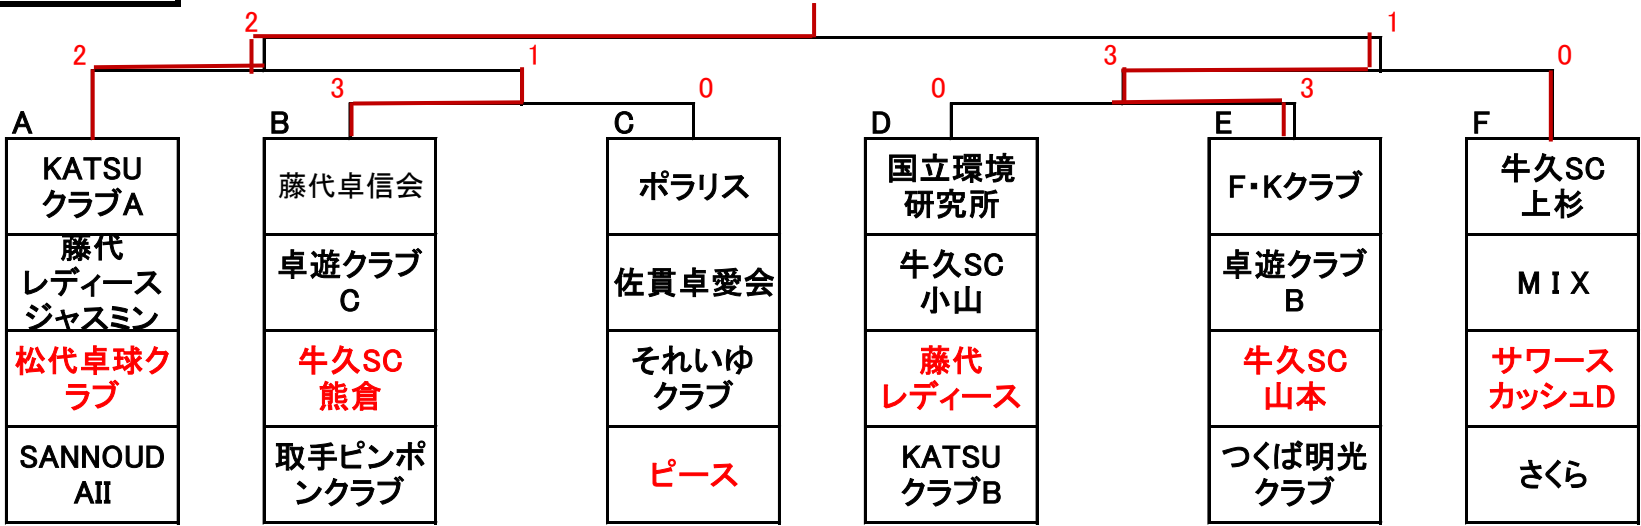 2 1
2 1 3 0
3 0 0 3
A B C D E F
KATSU
クラブA
藤代
レディース
ジャスミン
松代卓球ク
ラブ
SANNOUD
AII
藤代卓信会
卓遊クラブ
C
牛久SC
熊倉
取手ピンポ
ンクラブ
ポラリス
佐貫卓愛会
それいゆ
クラブ
ピース
国立環境
研究所
牛久SC
小山
藤代
レディース
KATSU
クラブB
F・Kクラブ
卓遊クラブ
B
牛久SC
山本
つくば明光
クラブ
牛久SC
上杉
ＭＩＸ
サワース
カッシュD
さくら